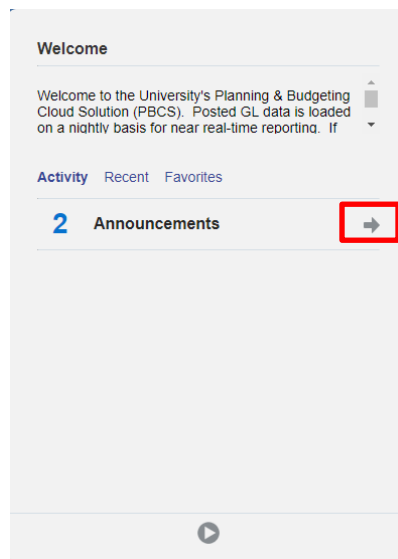 Welcome
Welcome to the University's Planning & Budgeting
Cloud Solution (PBCS).  Posted GL data is loaded
on a nightly basis for near real-time reporting.  If
Activity Recent Favorites
2 Announcements